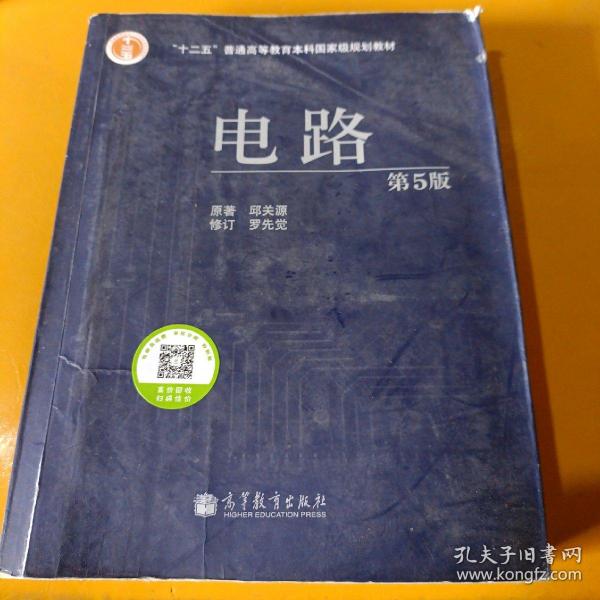 十二五
"十二五"普通高等教育本科国家级规划教材
电路
第5版
原著 邱关源
修订 罗先觉
高价回收
扫码估价
高等教育出版社
HIGHER EDUCATION PRESS
孔夫子旧书网
www.kongfz.com